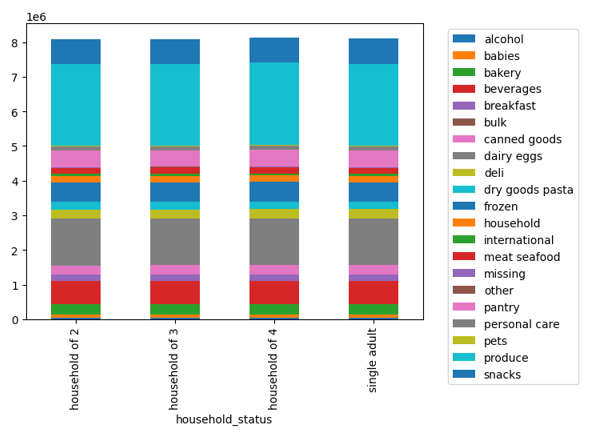 1e6
8
7
6
5
4
3
2
1
0
household of 2
household of 3
household of 4
single adult
household_status
alcohol
babies
bakery
beverages
breakfast
bulk
canned goods
dairy eggs
deli
dry goods pasta
frozen
household
international
meat seafood
missing
other
pantry
personal care
pets
produce
snacks